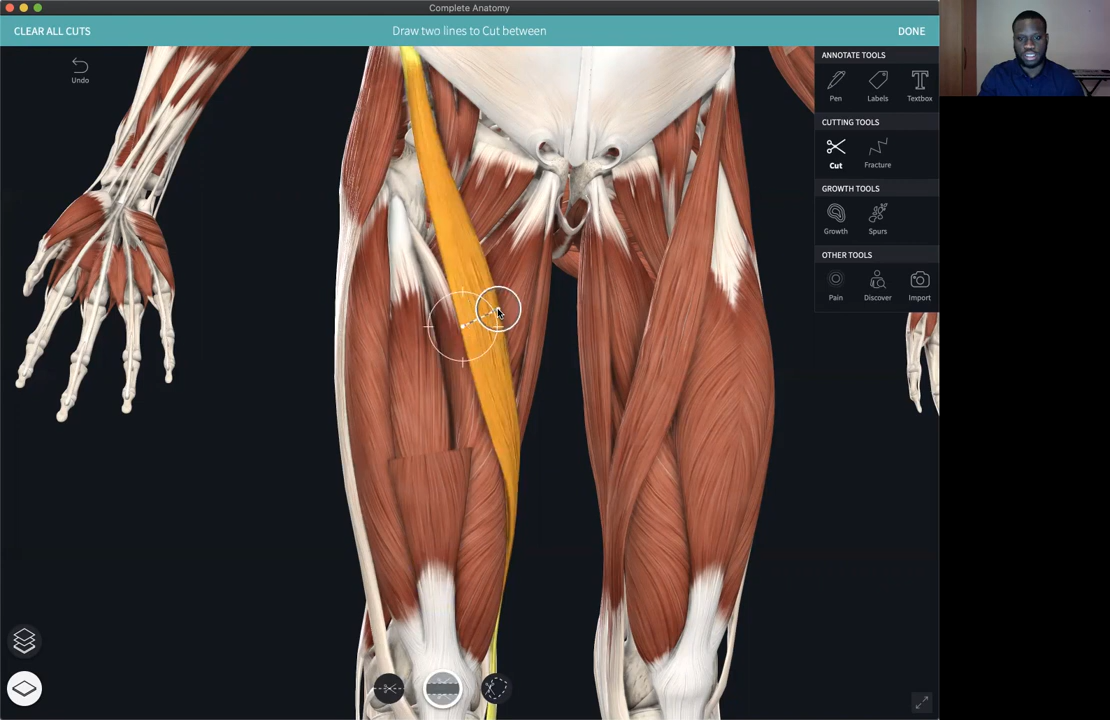 Complete Anatomy
CLEAR ALL CUTS
Draw two lines to Cut between
DONE
Undo
ANNOTATE TOOLS
Pen
Labels
Textbox
CUTTING TOOLS
Cut
Fracture
GROWTH TOOLS
Growth
Spurs
OTHER TOOLS
Pain
Discover
Import